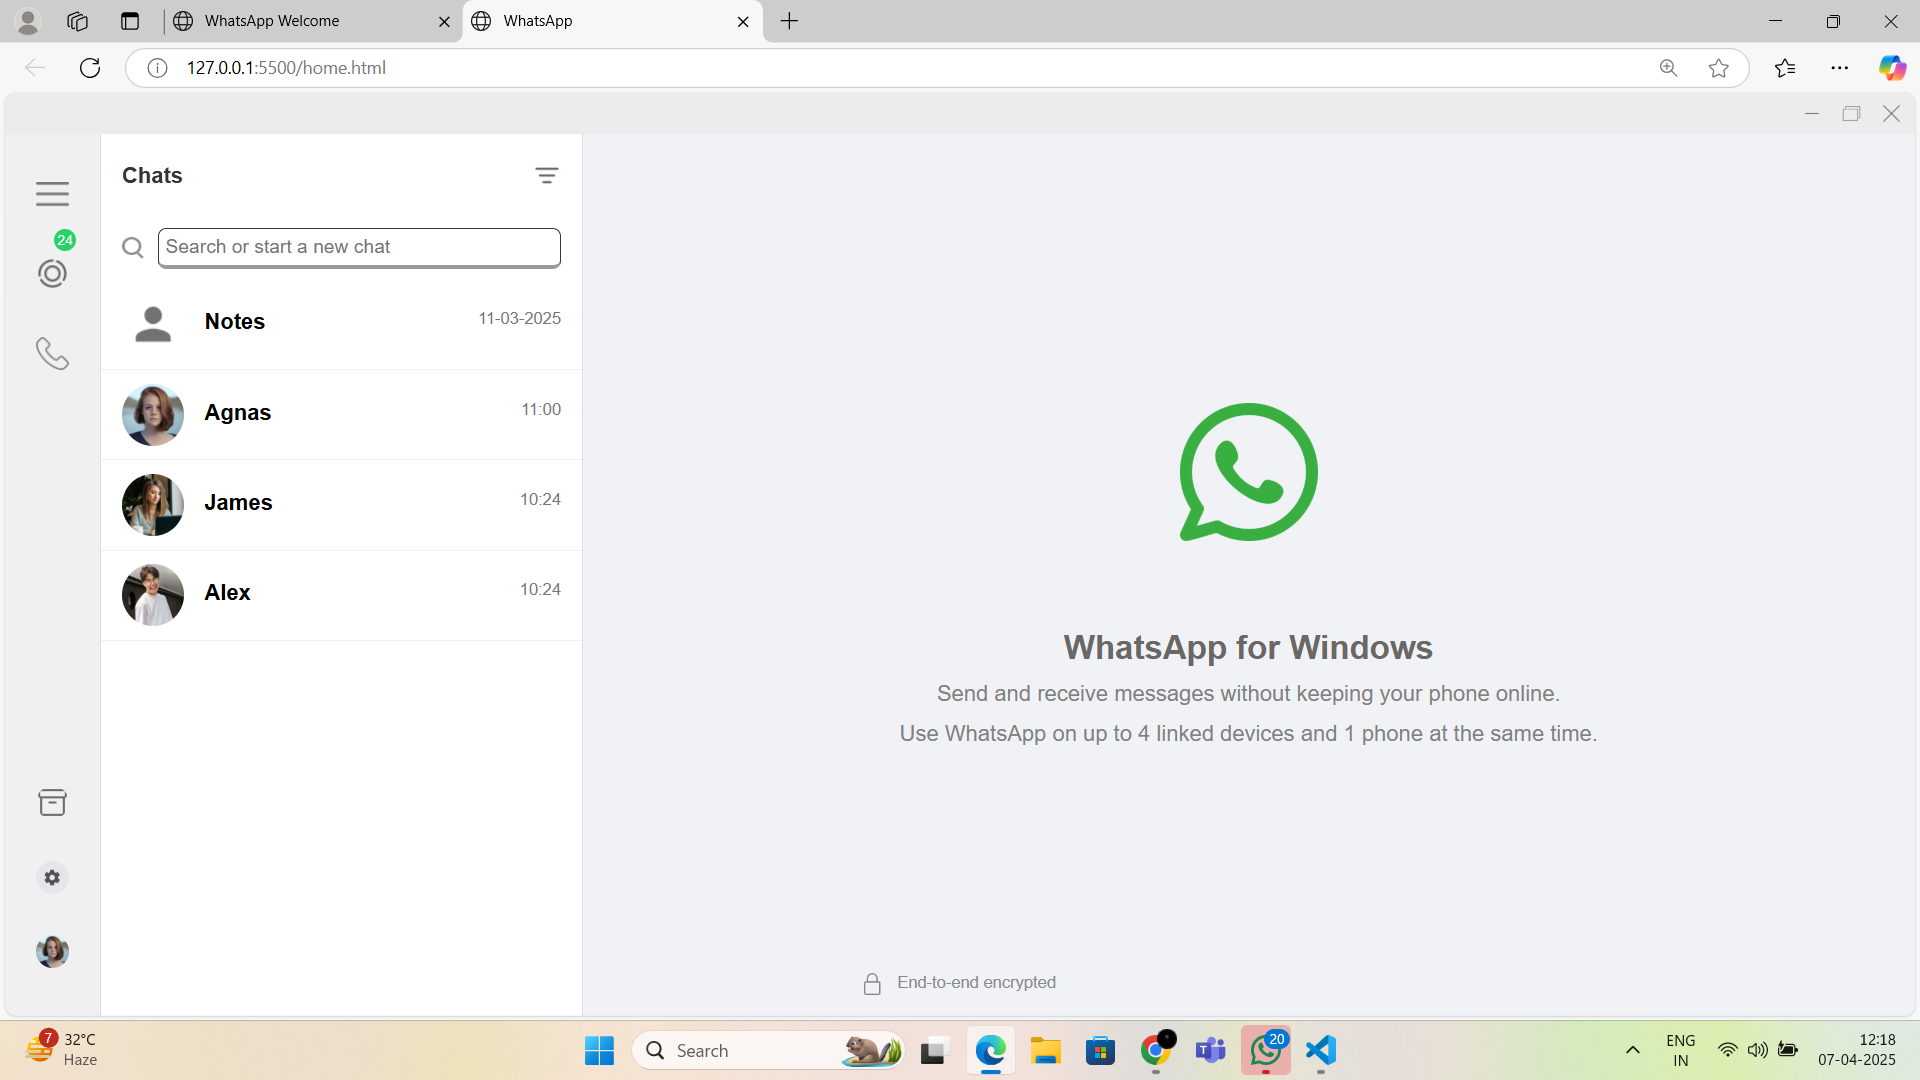 WhatsApp Welcome
WhatsApp
127.0.0.1:5500/home.html
Chats
24
Search or start a new chat
Notes
11-03-2025
Agnas
11:00
James
10:24
Alex
10:24
WhatsApp for Windows
Send and receive messages without keeping your phone online.
Use WhatsApp on up to 4 linked devices and 1 phone at the same time.
End-to-end encrypted
7
32°C
Haze
Search
20
ENG
IN
12:18
07-04-2025